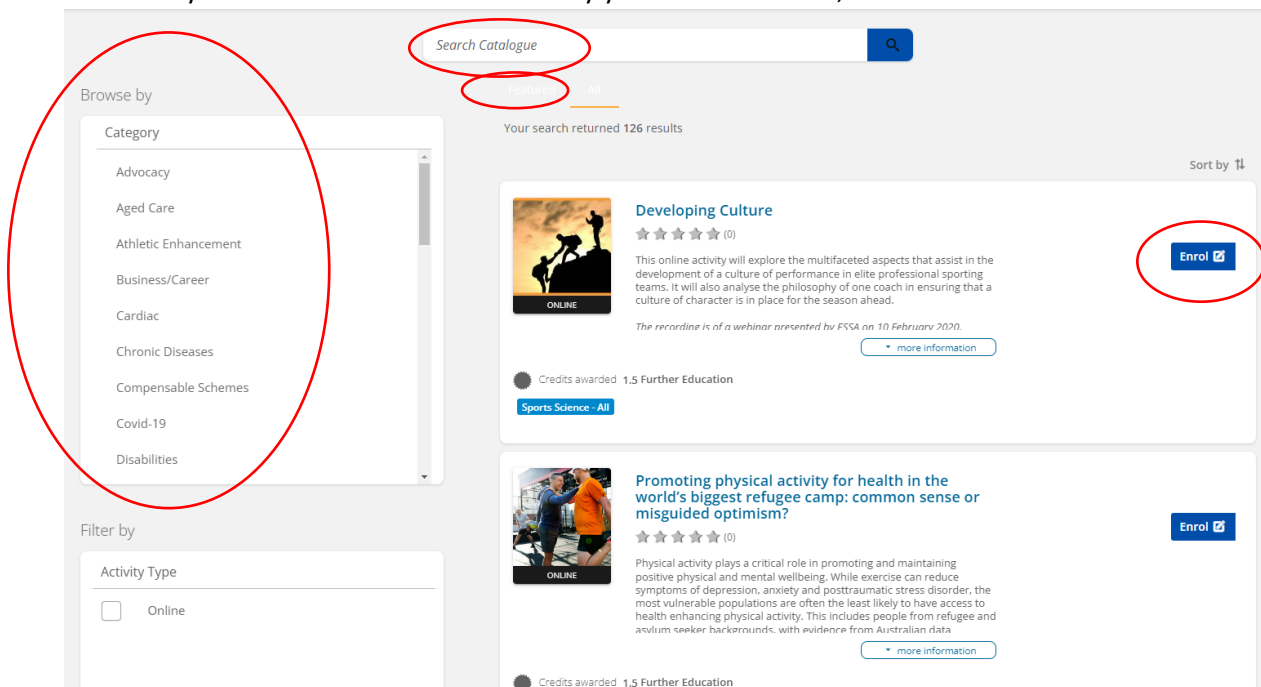 Search Catalogue
Featured All
Browse by
Your search returned 126 results
Category
Sort by
Advocacy
Aged Care
Athletic Enhancement
Business/Career
Cardiac
Chronic Diseases
Compensable Schemes
Covid-19
Disabilities
Developing Culture
(0)
This online activity will explore the multifaceted aspects that assist in the
development of a culture of performance in elite professional sporting
teams. It will also analyse the philosophy of one coach in ensuring that a
culture of character is in place for the season ahead.
The recording is of a webinar presented by ESSA on 10 February 2020.
ONLINE
Enrol
more information
Credits awarded 1.5 Further Education
Sports Science - All
Promoting physical activity for health in the
world's biggest refugee camp: common sense or
misguided optimism?
(0)
Physical activity plays a critical role in promoting and maintaining
positive physical and mental wellbeing. While exercise can reduce
symptoms of depression, anxiety and posttraumatic stress disorder, the
most vulnerable populations are often the least likely to have access to
health enhancing physical activity. This includes people from refugee and
asylum seeker backgrounds, with evidence from Australian data
ONLINE
Enrol
more information
Credits awarded 1.5 Further Education
Filter by
Activity Type
Online